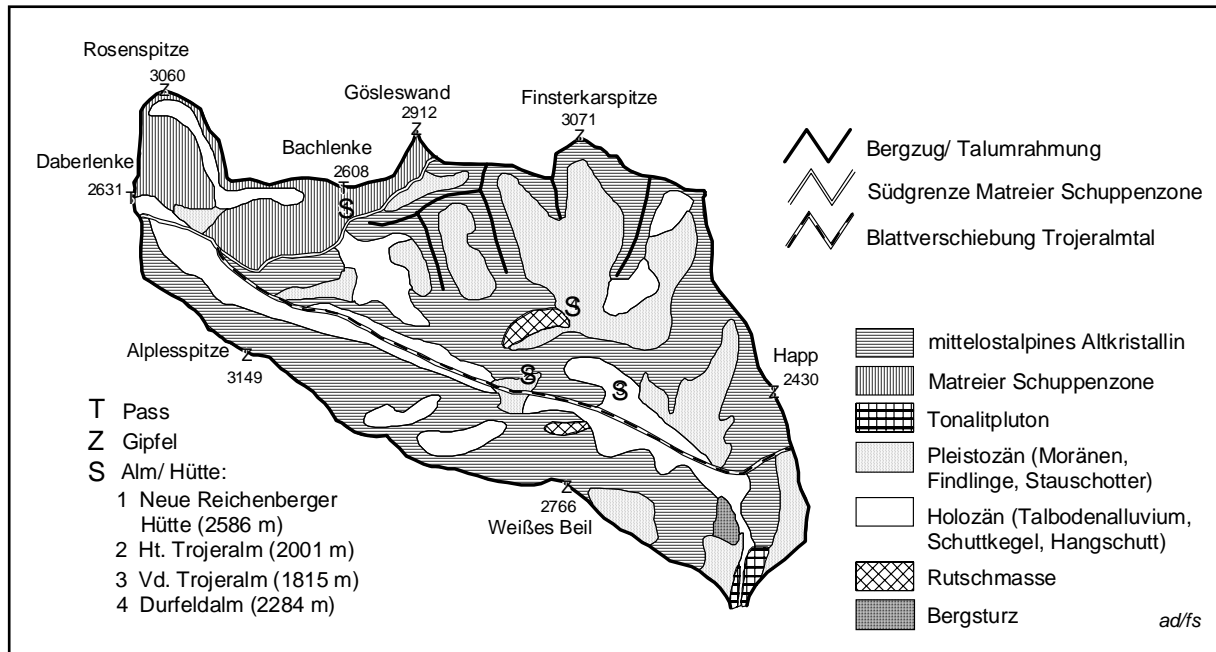 Rosenspitze
3060
Z
Gösleswand
2912
Z
Finsterkarspitze
3071
Z
Daberlenke
2631
T
Bachlenke
2608
T
S
S
S
S
Alplesspitze
Z
3149
Happ
2430
Z
Z
2766
Weißes Beil
T Pass
Z Gipfel
S Alm/ Hütte:
1 Neue Reichenberger
Hütte (2586 m)
2 Ht. Trojeralm (2001 m)
3 Vd. Trojeralm (1815 m)
4 Durfeldalm (2284 m)
Bergzug/ Talumrahmung
Südgrenze Matreier Schuppenzone
Blattverschiebung Trojeralmtal
mittelostalpines Altkristallin
Matreier Schuppenzone
Tonalitpluton
Pleistozän (Moränen,
Findlinge, Stauschotter)
Holozän (Talbodenalluvium,
Schuttkegel, Hangschutt)
Rutschmasse
Bergsturz
ad/fs